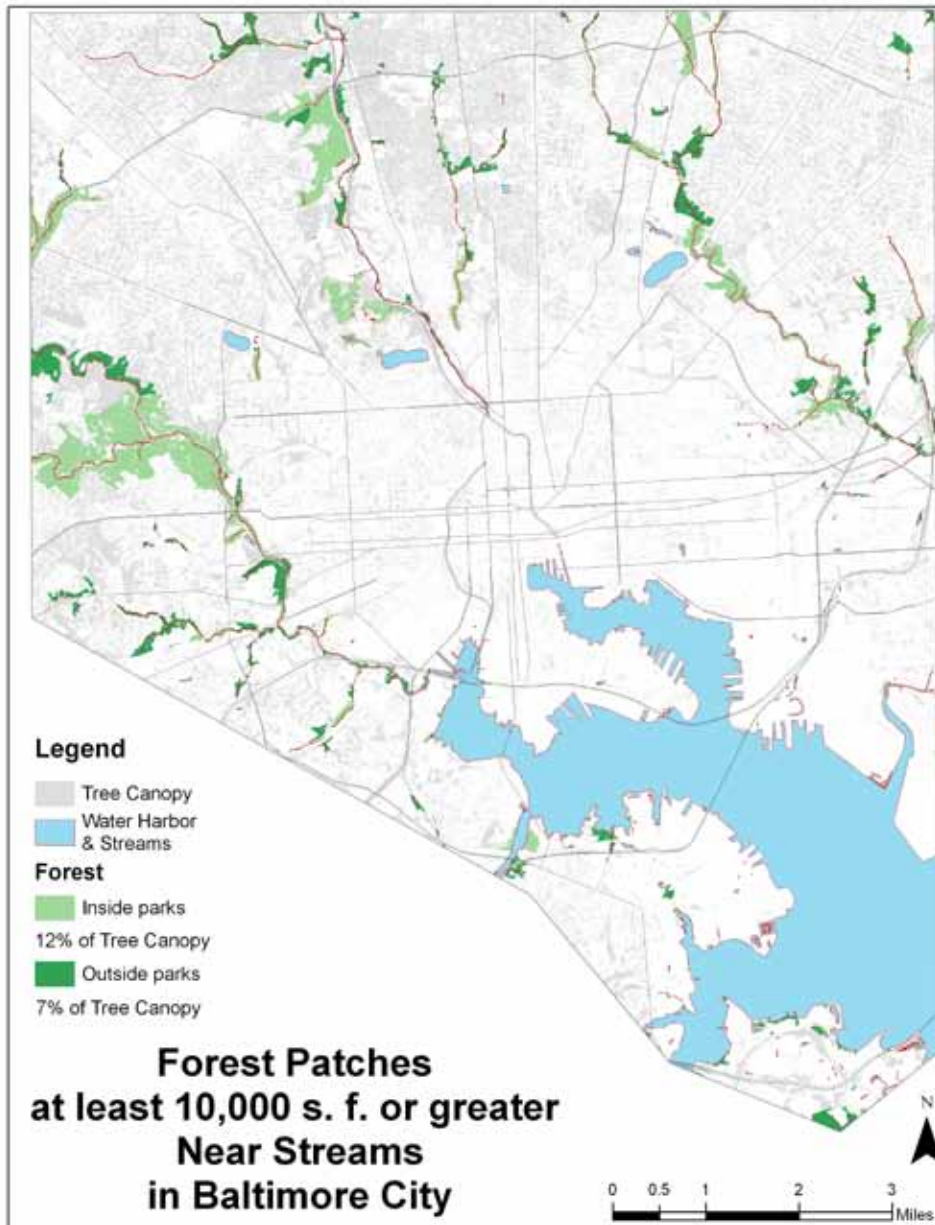 Legend
Tree Canopy
Water Harbor
& Streams
Forest
Inside parks
12% of Tree Canopy
Outside parks
7% of Tree Canopy
Forest Patches
at least 10,000 s. f. or greater
Near Streams
in Baltimore City
N
0 0.5 1 2 3
Miles